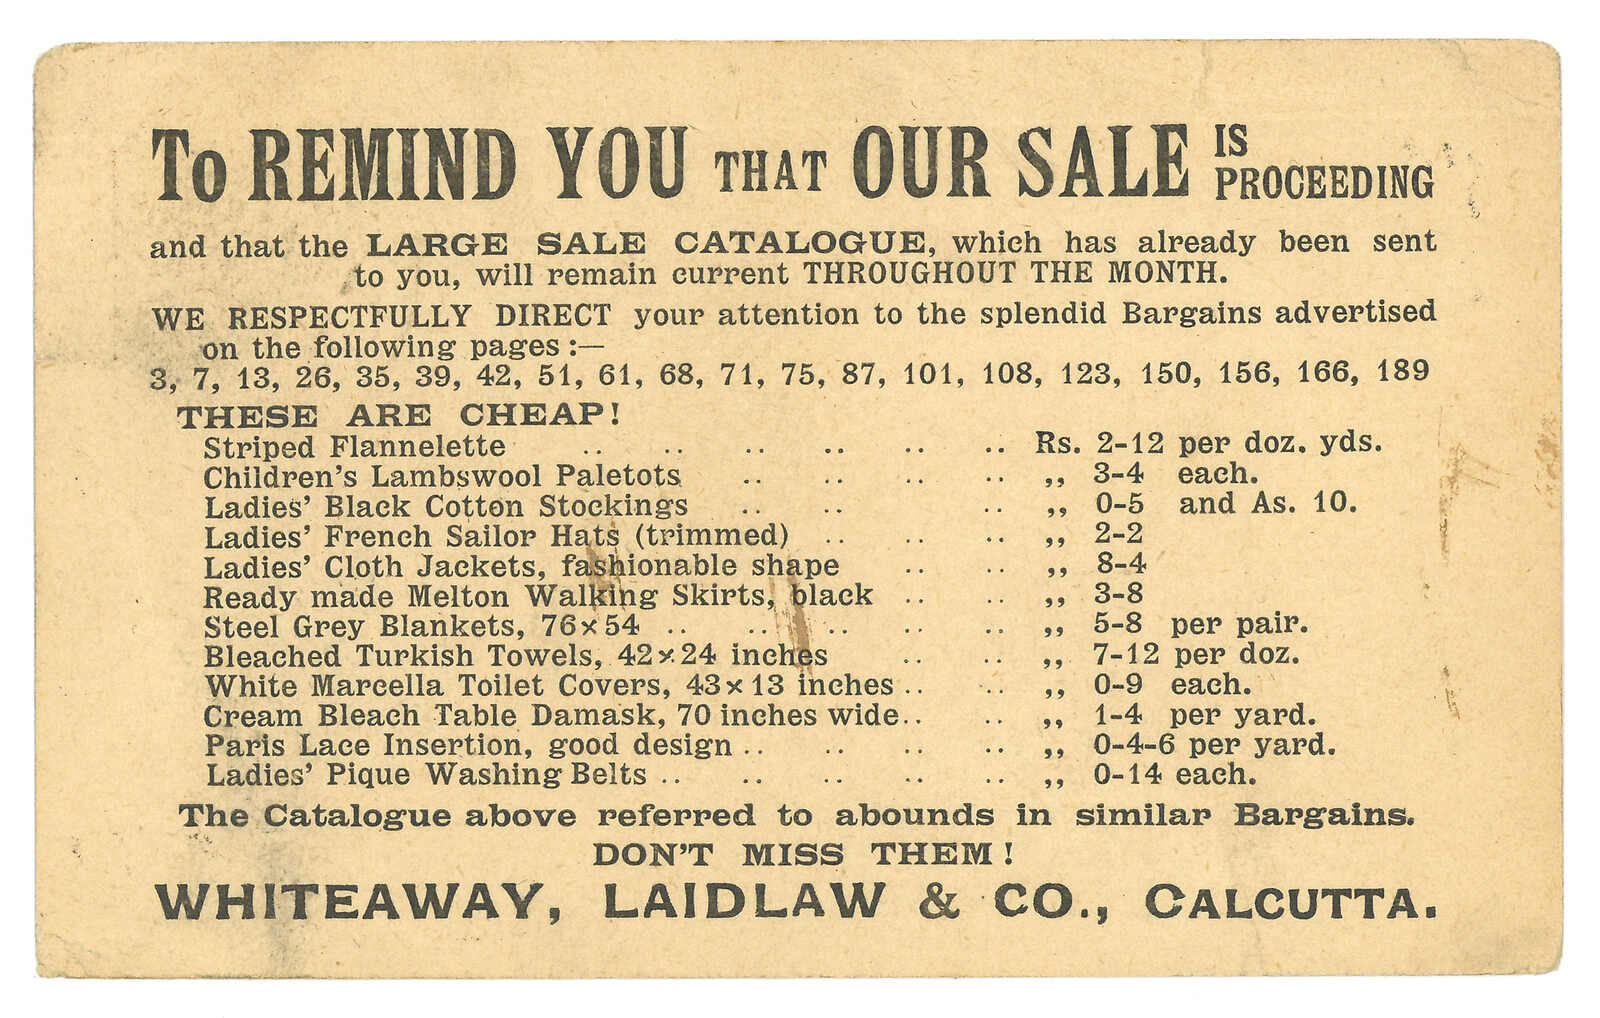 To REMIND YOU THAT OUR SALE IS PROCEEDING
and that the LARGE SALE CATALOGUE, which has already been sent
to you, will remain current THROUGHOUT THE MONTH.
WE RESPECTFULLY DIRECT your attention to the splendid Bargains advertised
on the following pages :—
3, 7, 13, 26, 35, 39, 42, 51, 61, 68, 71, 75, 87, 101, 108, 123, 150, 156, 166, 189
THESE ARE CHEAP!
Striped Flannelette .. .. .. .. .. .. Rs. 2-12 per doz. yds.
Children's Lambswool Paletots .. .. .. .. ,, 3-4 each.
Ladies' Black Cotton Stockings .. .. .. ,, 0-5 and As. 10.
Ladies' French Sailor Hats (trimmed) .. .. .. ,, 2-2
Ladies' Cloth Jackets, fashionable shape .. .. ,, 8-4
Ready made Melton Walking Skirts, black .. .. ,, 3-8
Steel Grey Blankets, 76×54 .. .. .. .. .. ,, 5-8 per pair.
Bleached Turkish Towels, 42×24 inches .. .. ,, 7-12 per doz.
White Marcella Toilet Covers, 43×13 inches .. .. ,, 0-9 each.
Cream Bleach Table Damask, 70 inches wide.. .. ,, 1-4 per yard.
Paris Lace Insertion, good design .. .. .. .. ,, 0-4-6 per yard.
Ladies' Pique Washing Belts .. .. .. .. .. ,, 0-14 each.
The Catalogue above referred to abounds in similar Bargains.
DON'T MISS THEM!
WHITEAWAY, LAIDLAW & CO., CALCUTTA.